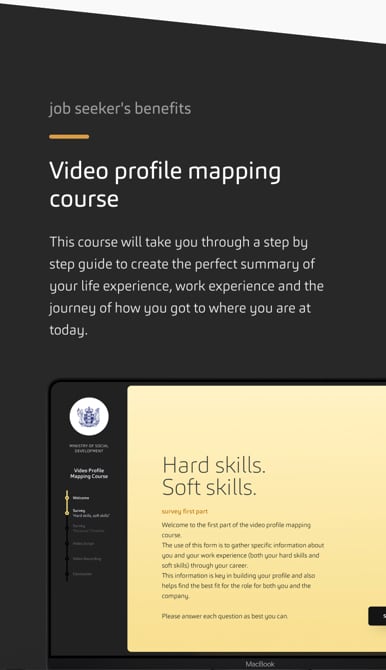 job seeker's benefits
Video profile mapping
course
This course will take you through a step by
step guide to create the perfect summary of
your life experience, work experience and the
journey of how you got to where you are at
today.
MINISTRY OF SOCIAL
DEVELOPMENT
Video Profile
Mapping Course
Welcome
Survey
"Hard skills, soft skills"
Survey
Video Script
Video Recording
Conclusion
Hard skills.
Soft skills.
survey first part
Welcome to the first part of the video profile mapping
course.
The use of this form is to gather specific information about
you and your work experience (both your hard skills and
soft skills) through your career.
This information is key in building your profile and also
helps find the best fit for the role for both you and the
company.
Please answer each question as best you can.
MacBook